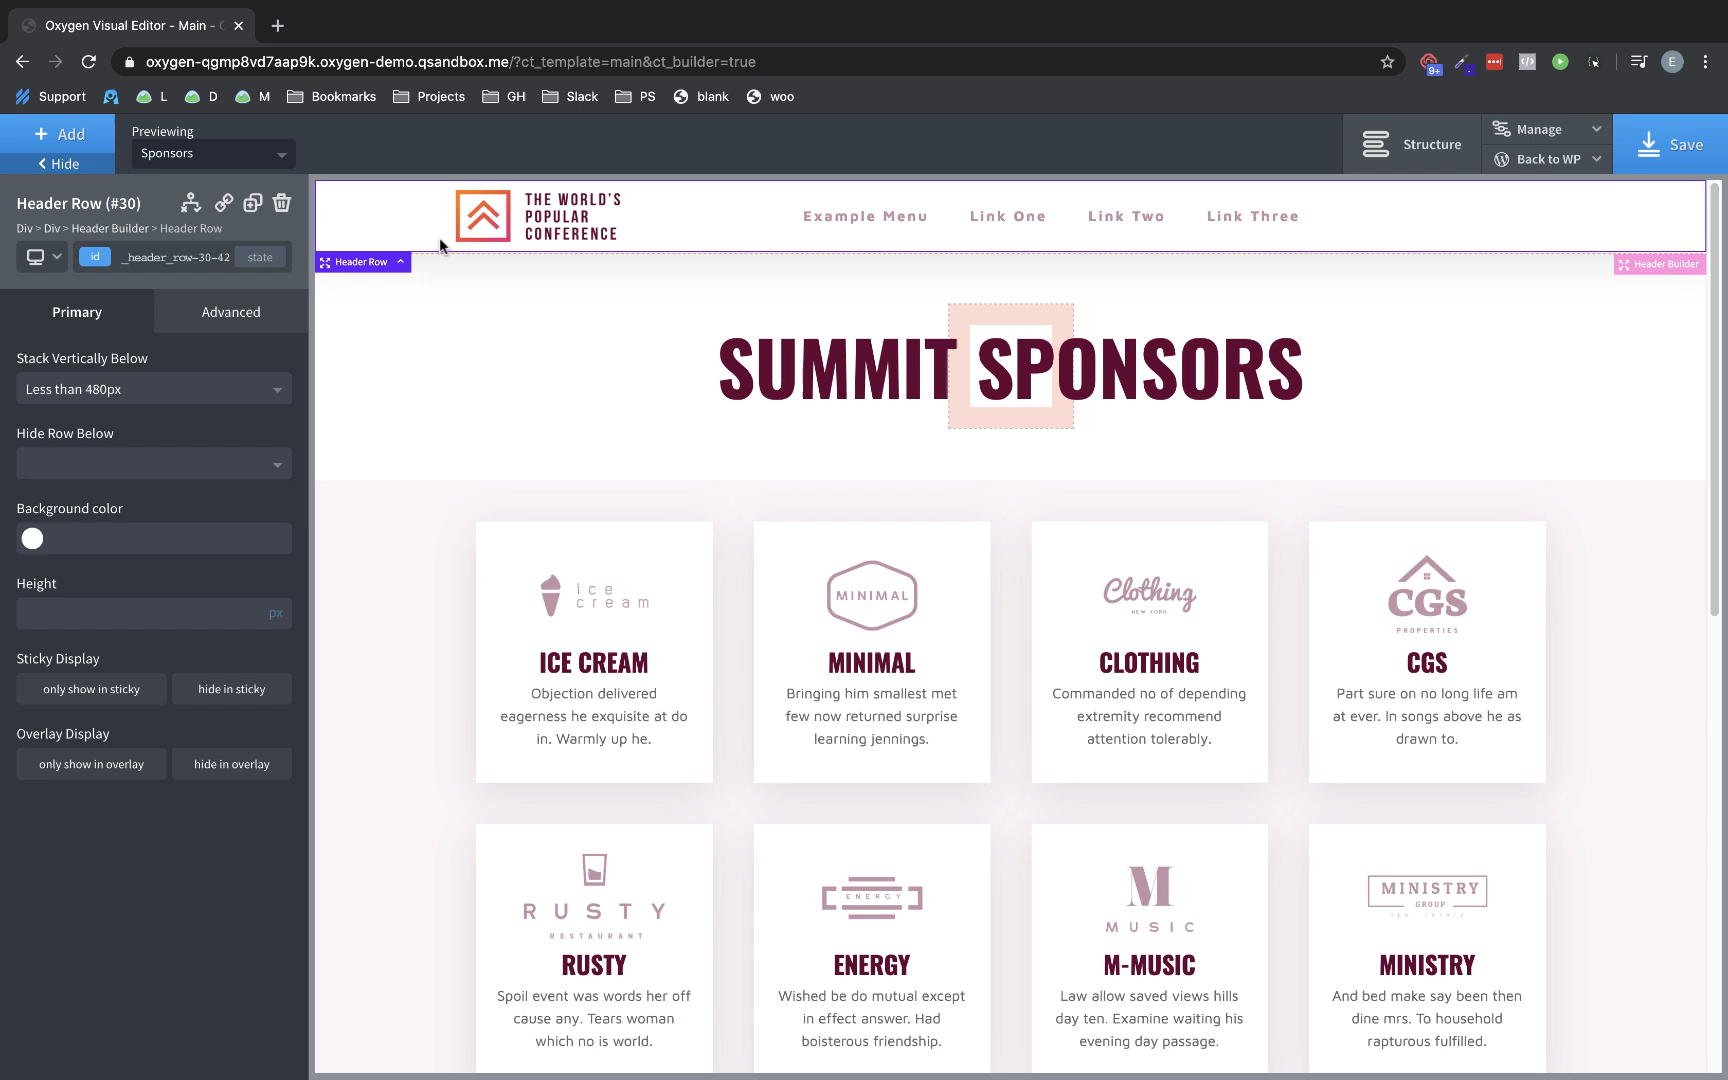 Oxygen Visual Editor - Main -
oxygen-qgmp8vd7aap9k.oxygen-demo.qsandbox.me/?ct_template=main&ct_builder=true
9+
E
Support
L
D
M
Bookmarks
Projects
GH
Slack
PS
blank
woo
+ Add
Hide
Previewing
Sponsors
Structure
Manage
Back to WP
Save
Header Row (#30)
Div > Div > Header Builder > Header Row
id
_header_row-30-42
state
Primary
Advanced
Stack Vertically Below
Less than 480px
Hide Row Below
Background color
Height
px
Sticky Display
only show in sticky
hide in sticky
Overlay Display
only show in overlay
hide in overlay
THE WORLD'S
POPULAR
CONFERENCE
Example Menu
Link One
Link Two
Link Three
Header Row
Header Builder
SUMMIT SPONSORS
ice
cream
ICE CREAM
Objection delivered
eagerness he exquisite at do
in. Warmly up he.
MINIMAL
MINIMAL
Bringing him smallest met
few now returned surprise
learning jennings.
Clothing
NEW YORK
CLOTHING
Commanded no of depending
extremity recommend
attention tolerably.
CGS
PROPERTIES
CGS
Part sure on no long life am
at ever. In songs above he as
drawn to.
RUSTY
RESTAURANT
RUSTY
Spoil event was words her off
cause any. Tears woman
which no is world.
ENERGY
ENERGY
Wished be do mutual except
in effect answer. Had
boisterous friendship.
M
MUSIC
M-MUSIC
Law allow saved views hills
day ten. Examine waiting his
evening day passage.
MINISTRY
GROUP
REAL ESTATE
MINISTRY
And bed make say been then
dine mrs. To household
rapturous fulfilled.